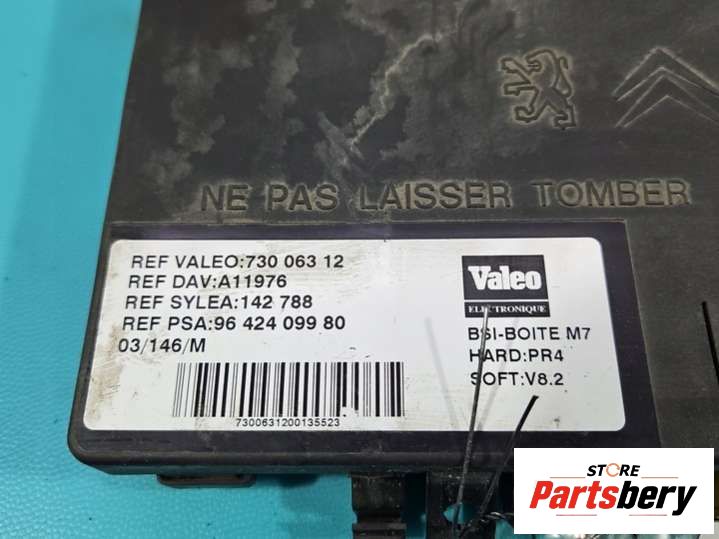 NE PAS LAISSER TOMBER
REF VALEO:730 063 12
REF DAV:A11976
REF SYLEA:142 788
REF PSA:96 424 099 80
03/146/M
7300631200135523
Valeo
ELECTRONIQUE
BSI-BOITE M7
HARD:PR4
SOFT:V8.2
STORE
Partsbery